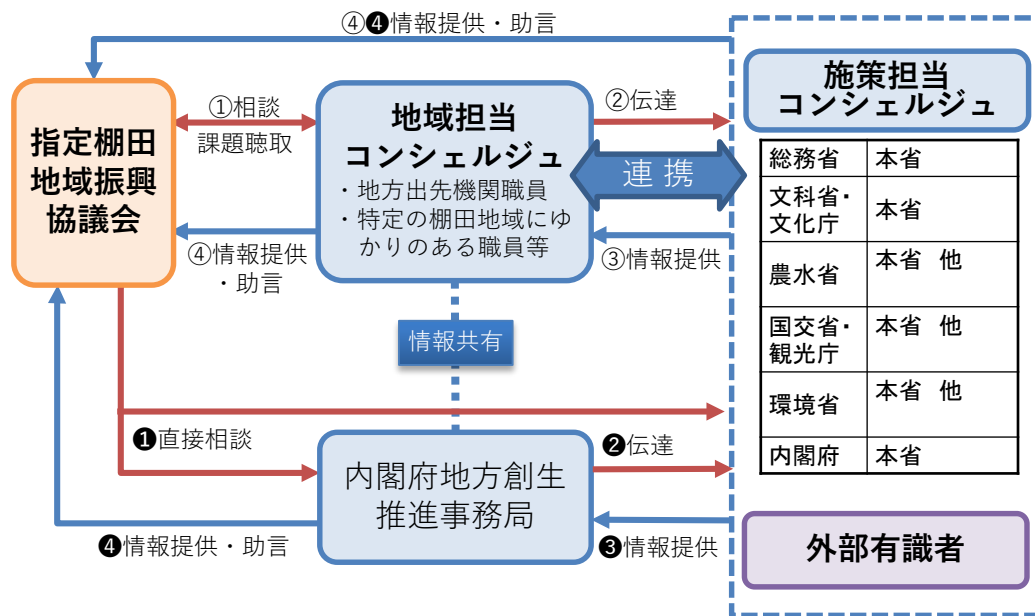 ④❹情報提供・助言
指定棚田
地域振興
協議会
①相談
課題聴取
地域担当
コンシェルジュ
・地方出先機関職員
・特定の棚田地域にゆ
かりのある職員等
②伝達
連 携
③情報提供
④情報提供
・助言
情報共有
❶直接相談
内閣府地方創生
推進事務局
❷伝達
❸情報提供
❹情報提供・助言
施策担当
コンシェルジュ
総務省 本省
文科省・
文化庁 本省
農水省 本省 他
国交省・
観光庁 本省 他
環境省 本省 他
内閣府 本省
外部有識者